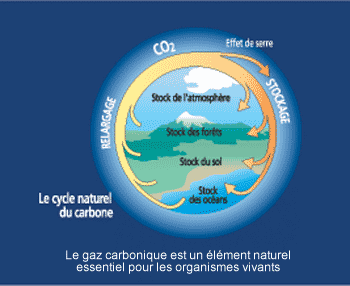 CO2
Effet de serre
STOCKAGE
RELARGAGE
Stock de l'atmosphère
Stock des forêts
Stock du sol
Stock
des océans
Le cycle naturel
du carbone
Le gaz carbonique est un élément naturel
essentiel pour les organismes vivants